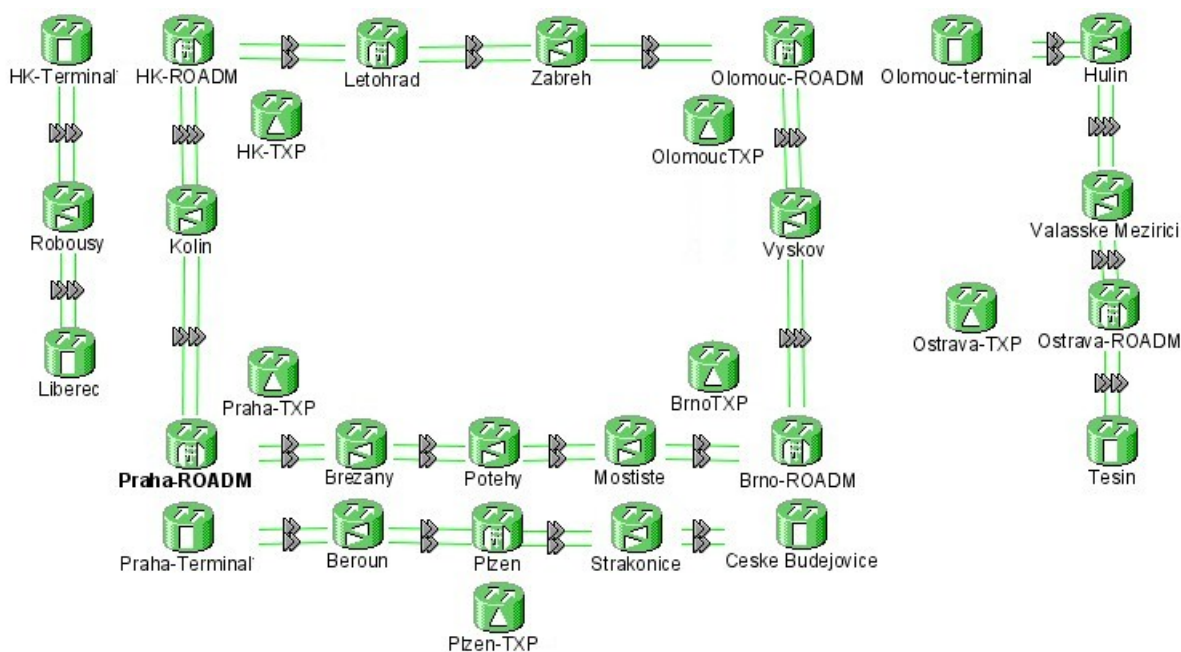 HK-Terminal
HK-ROADM
Letohrad
Zabreh
Olomouc-ROADM
Olomouc-terminal
Hulin
HK-TXP
OlomoucTXP
Robousy
Kolin
Vyskov
Valasske Mezirici
Ostrava-TXP
Ostrava-ROADM
Liberec
Praha-TXP
BrnoTXP
Praha-ROADM
Brezany
Potehy
Mostiste
Brno-ROADM
Tesin
Praha-Terminal
Beroun
Plzen
Strakonice
Ceske Budejovice
Plzen-TXP